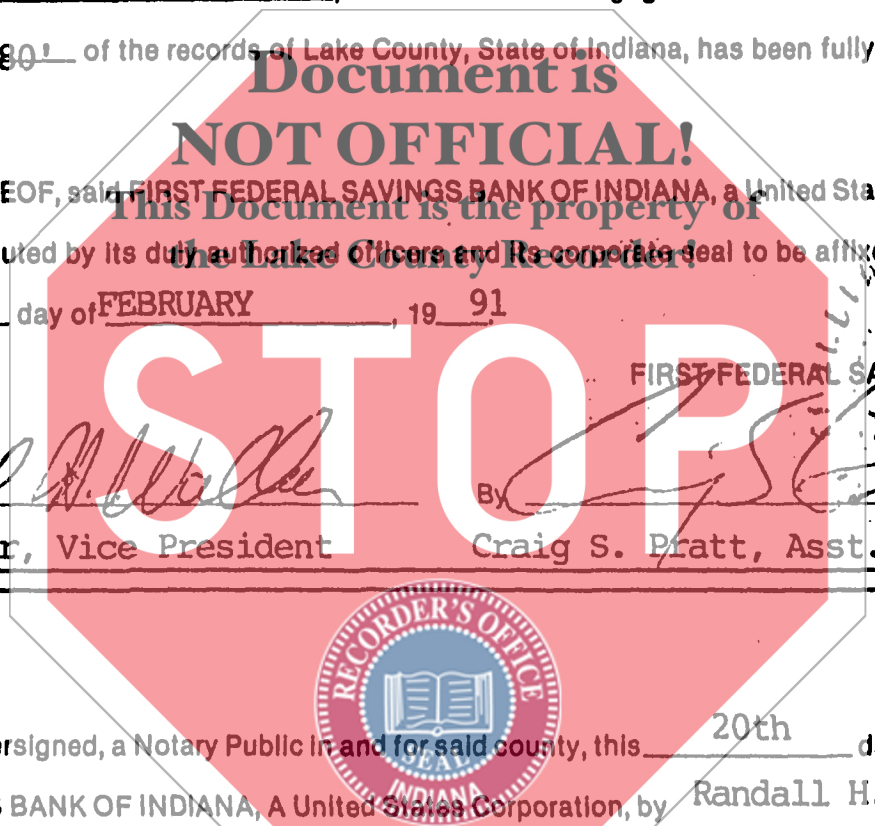 80' of the records of Lake County, State of Indiana, has been fully
Document is
NOT OFFICIAL!
EOF, said FIRST FEDERAL SAVINGS BANK OF INDIANA, a United Sta
This Document is the property of
uted by its duly authorized officers and its corporate seal to be affixe
the Lake County Recorder!
day of FEBRUARY, 19 91
STOP
FIRST FEDERAL SA
By
r, Vice President Craig S. Pratt, Asst.
RECORDER'S OFFICE
SEAL
INDIANA
rsigned, a Notary Public in and for said county, this 20th d
S BANK OF INDIANA, A United States Corporation, by Randall H.